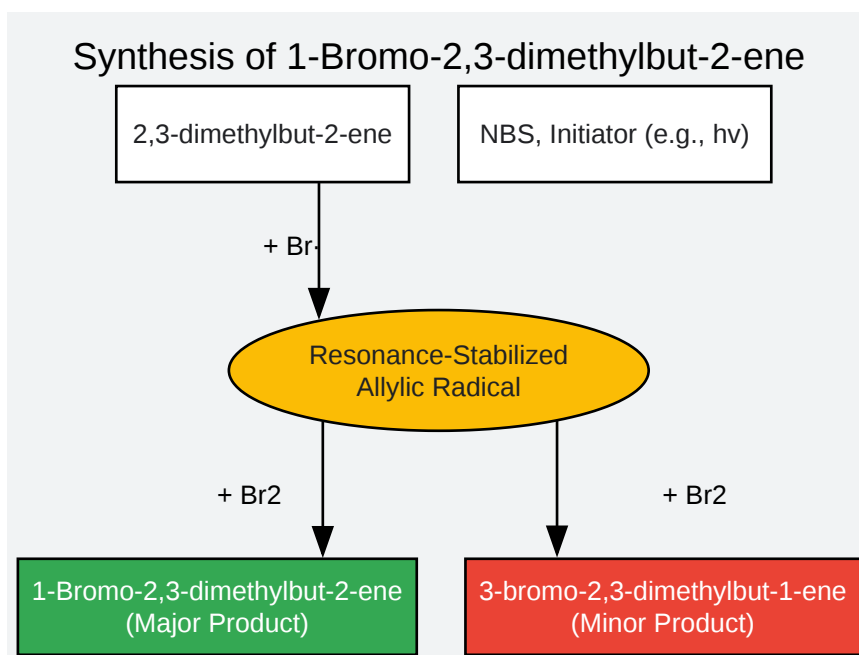 Synthesis of 1-Bromo-2,3-dimethylbut-2-ene
2,3-dimethylbut-2-ene
NBS, Initiator (e.g., hv)
+ Br·
Resonance-Stabilized
Allylic Radical
+ Br2
+ Br2
1-Bromo-2,3-dimethylbut-2-ene
(Major Product)
3-bromo-2,3-dimethylbut-1-ene
(Minor Product)